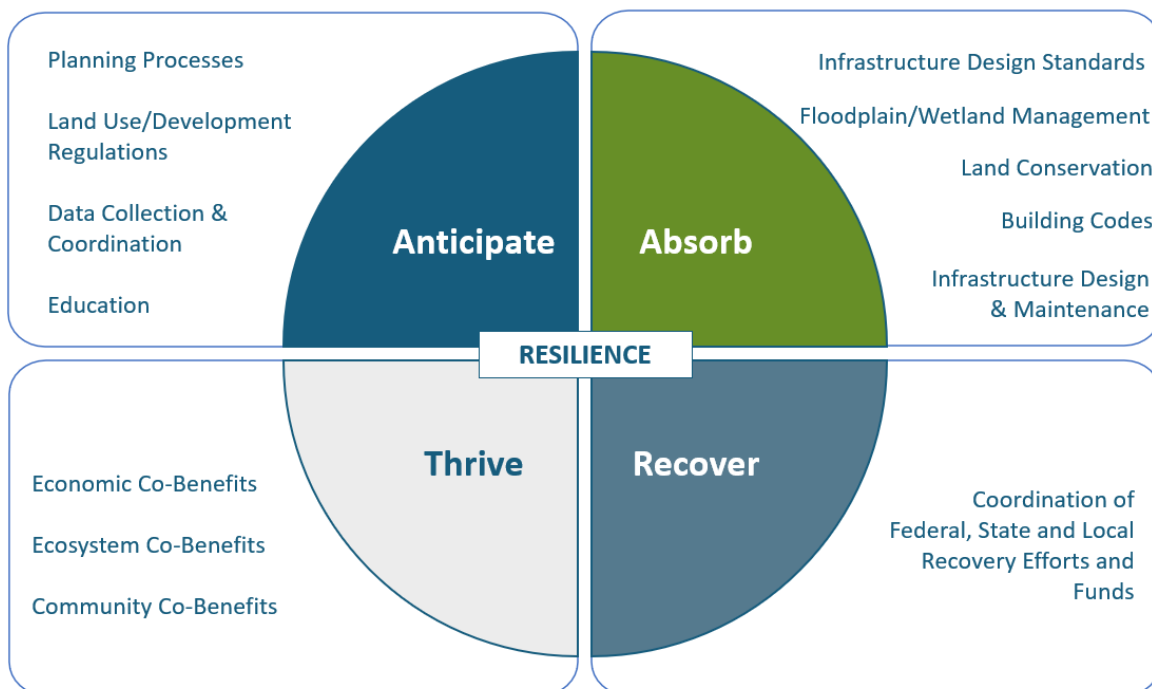 Planning Processes
Land Use/Development
Regulations
Data Collection &
Coordination
Education
Anticipate
Infrastructure Design Standards
Floodplain/Wetland Management
Land Conservation
Building Codes
Infrastructure Design
& Maintenance
Absorb
RESILIENCE
Economic Co-Benefits
Ecosystem Co-Benefits
Community Co-Benefits
Thrive
Recover
Coordination of
Federal, State and Local
Recovery Efforts and
Funds